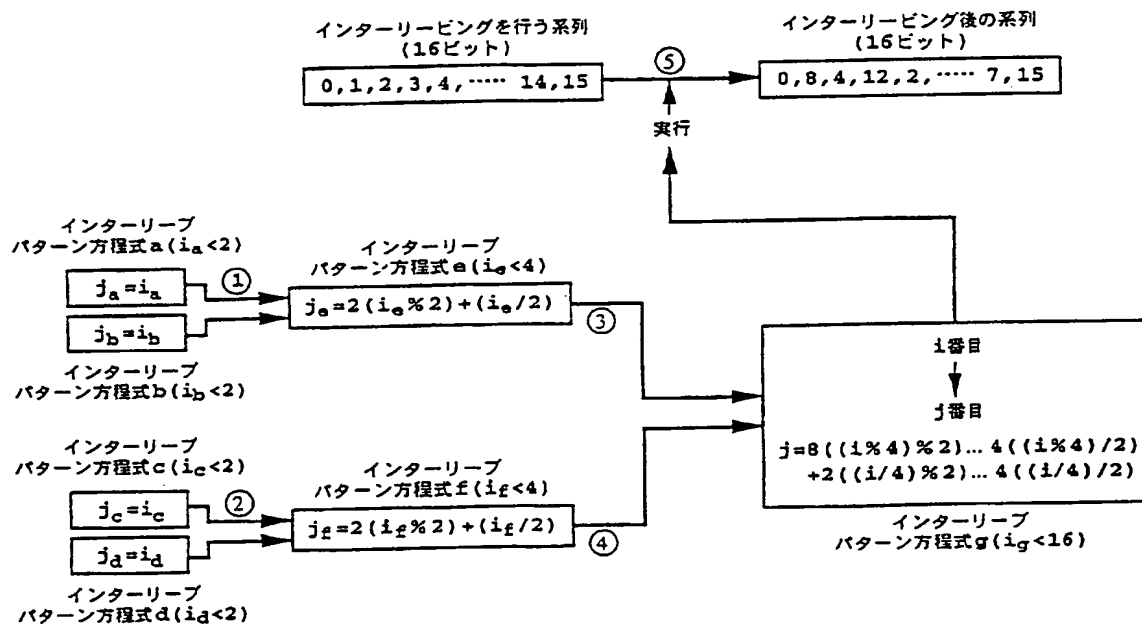 インターリービングを行う系列
(16ビット)
0,1,2,3,4,‥‥‥ 14,15
⑤
インターリービング後の系列
(16ビット)
0,8,4,12,2,‥‥‥ 7,15
実行
インターリーブ
パターン方程式a(ia<2)
ja=ia
①
jb=ib
インターリーブ
パターン方程式b(ib<2)
インターリーブ
パターン方程式e(ie<4)
je=2(ie%2)+(ie/2)
③
インターリーブ
パターン方程式c(ic<2)
jc=ic
②
jd=id
インターリーブ
パターン方程式d(id<2)
インターリーブ
パターン方程式f(if<4)
jf=2(if%2)+(if/2)
④
i番目
j番目
j=8((i%4)%2)…4((i%4)/2)
+2((i/4)%2)…4((i/4)/2)
インターリーブ
パターン方程式g(ig<16)